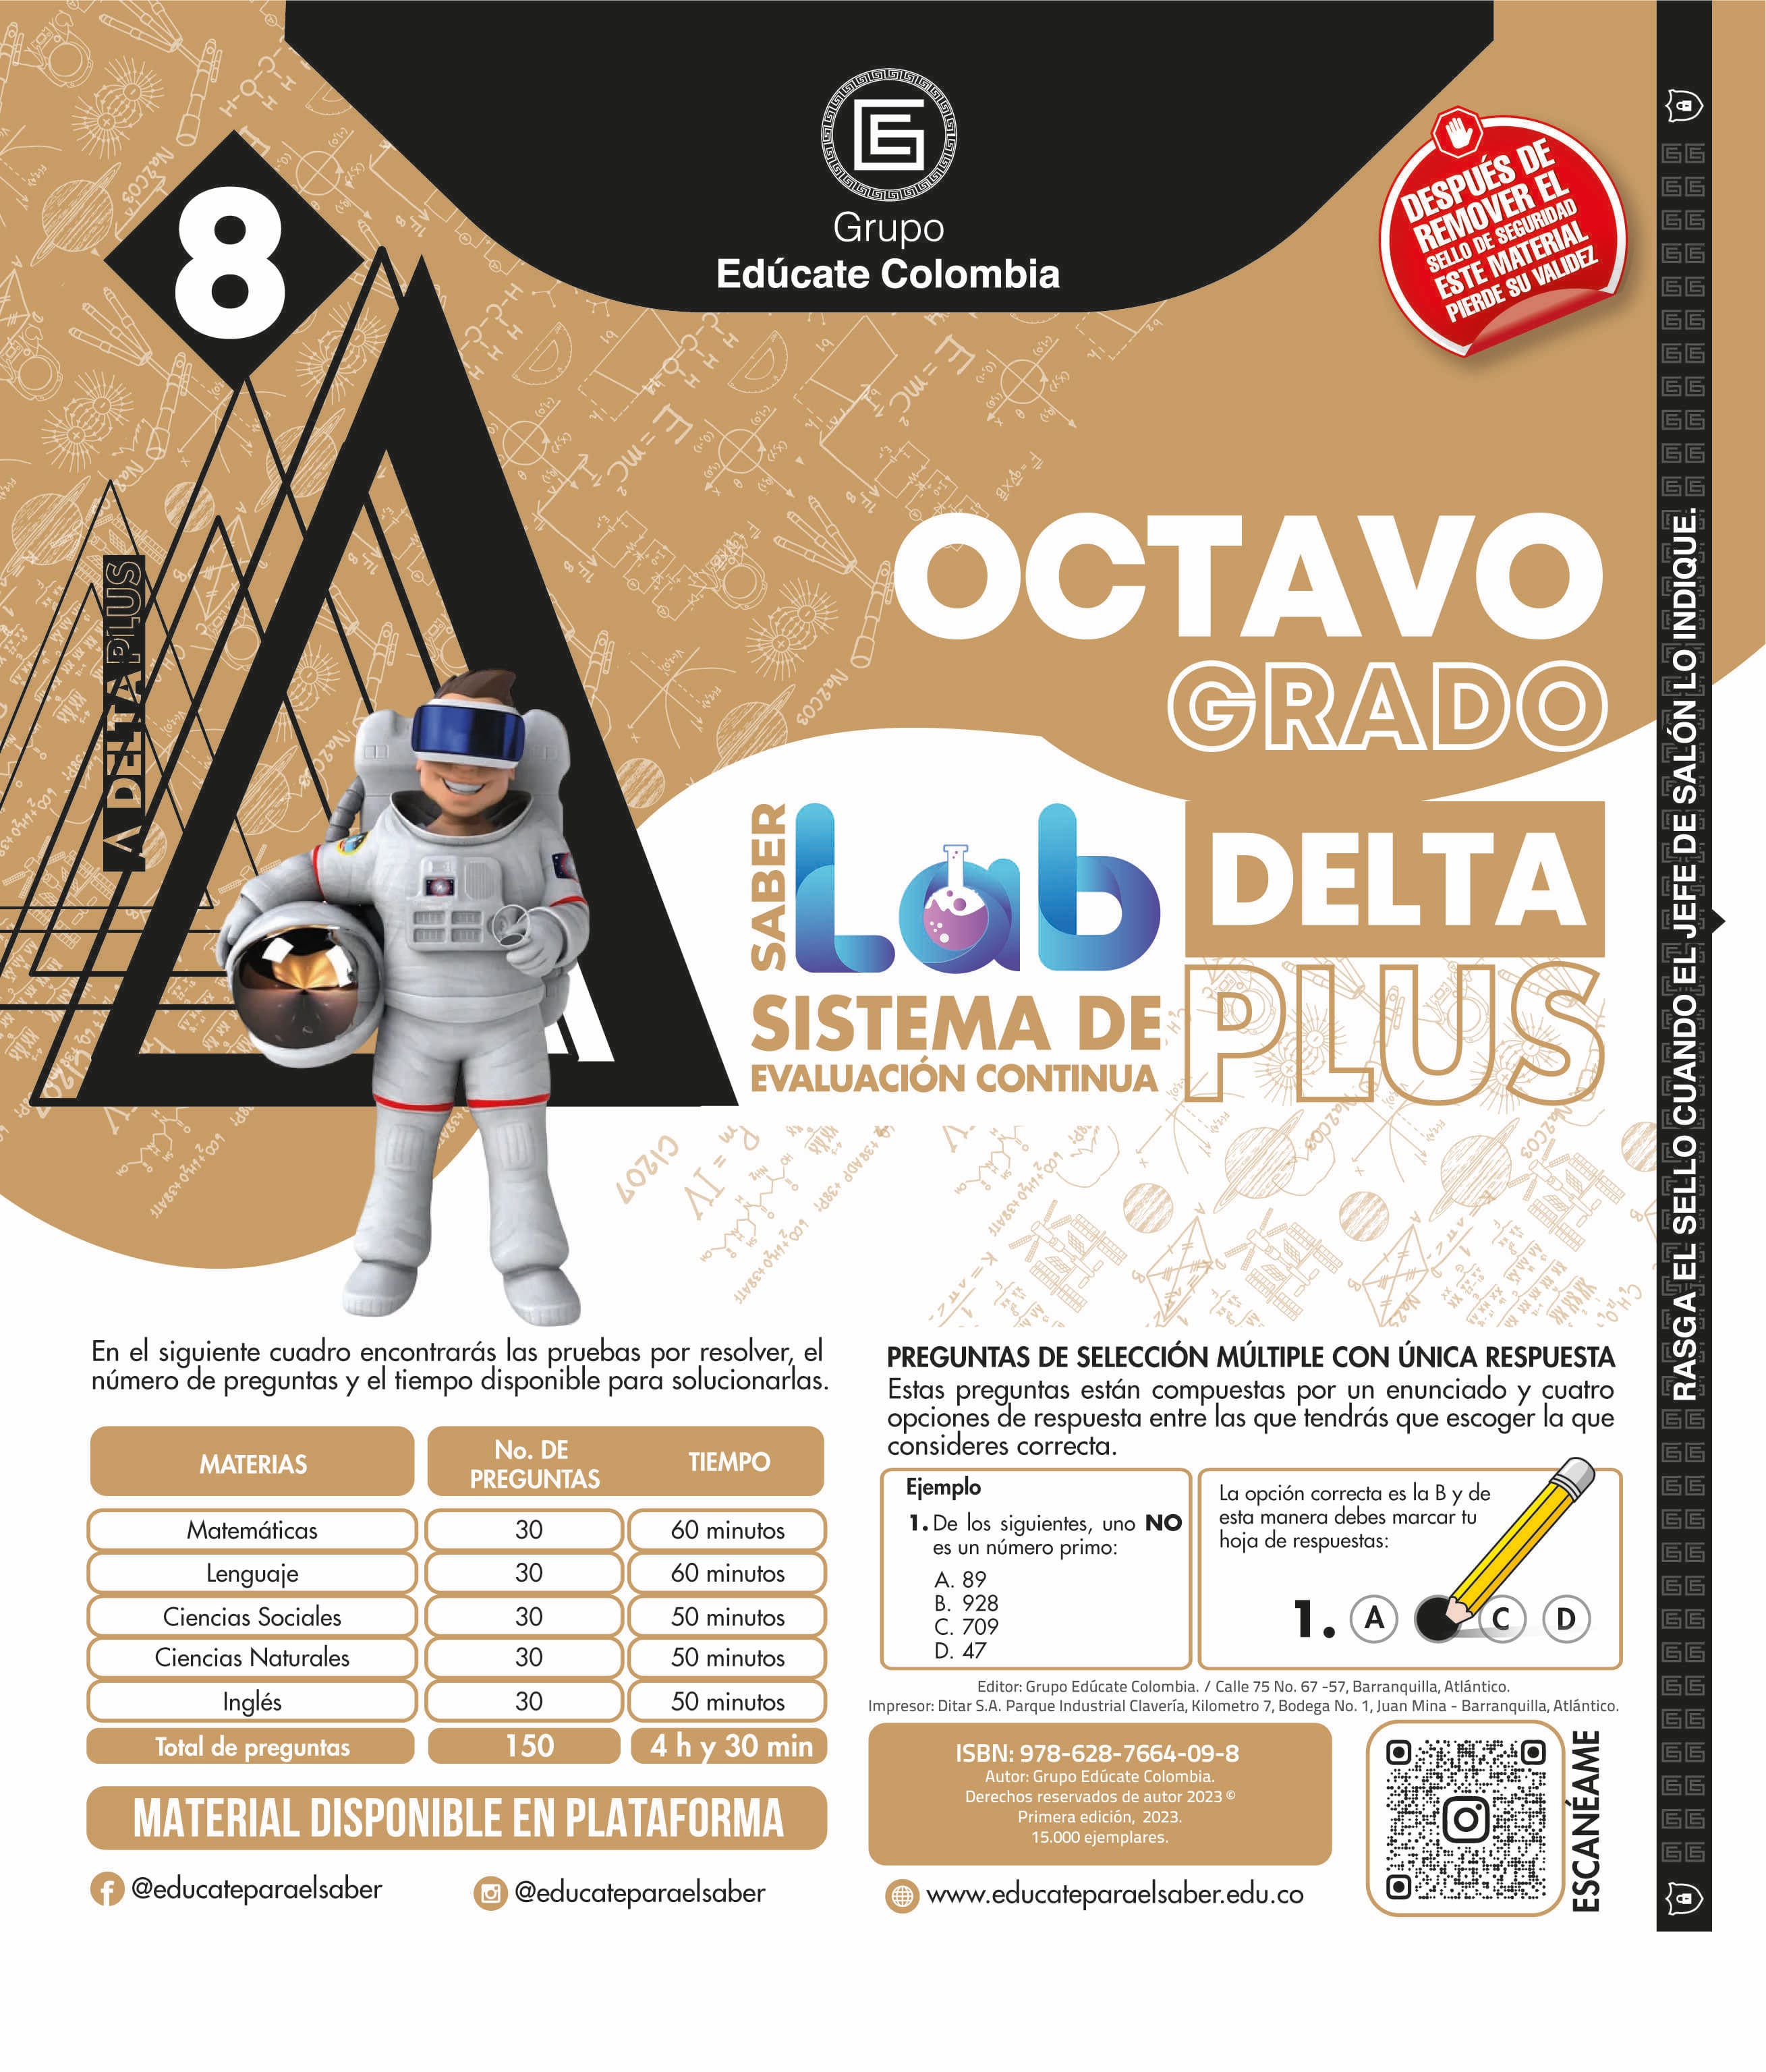 8
Grupo
Edúcate Colombia
DESPUÉS DE
REMOVER EL
SELLO DE SEGURIDAD
ESTE MATERIAL
PIERDE SU VALIDEZ
OCTAVO
GRADO
DELTA PLUS
SABER
Lab
SISTEMA DE
EVALUACIÓN CONTINUA
DELTA
PLUS
RASGA EL SELLO CUANDO EL JEFE DE SALÓN LO INDIQUE.
En el siguiente cuadro encontrarás las pruebas por resolver, el
número de preguntas y el tiempo disponible para solucionarlas.
MATERIAS No. DE PREGUNTAS TIEMPO
Matemáticas 30 60 minutos
Lenguaje 30 60 minutos
Ciencias Sociales 30 50 minutos
Ciencias Naturales 30 50 minutos
Inglés 30 50 minutos
Total de preguntas 150 4 h y 30 min
MATERIAL DISPONIBLE EN PLATAFORMA
@educateparaelsaber
@educateparaelsaber
PREGUNTAS DE SELECCIÓN MÚLTIPLE CON ÚNICA RESPUESTA
Estas preguntas están compuestas por un enunciado y cuatro
opciones de respuesta entre las que tendrás que escoger la que
consideres correcta.
Ejemplo
1. De los siguientes, uno NO
es un número primo:
A. 89
B. 928
C. 709
D. 47
La opción correcta es la B y de
esta manera debes marcar tu
hoja de respuestas:
1. A C D
Editor: Grupo Edúcate Colombia. / Calle 75 No. 67 -57, Barranquilla, Atlántico.
Impresor: Ditar S.A. Parque Industrial Clavería, Kilometro 7, Bodega No. 1, Juan Mina - Barranquilla, Atlántico.
ISBN: 978-628-7664-09-8
Autor: Grupo Edúcate Colombia.
Derechos reservados de autor 2023 ©
Primera edición, 2023.
15.000 ejemplares.
www.educateparaelsaber.edu.co
ESCANÉAME